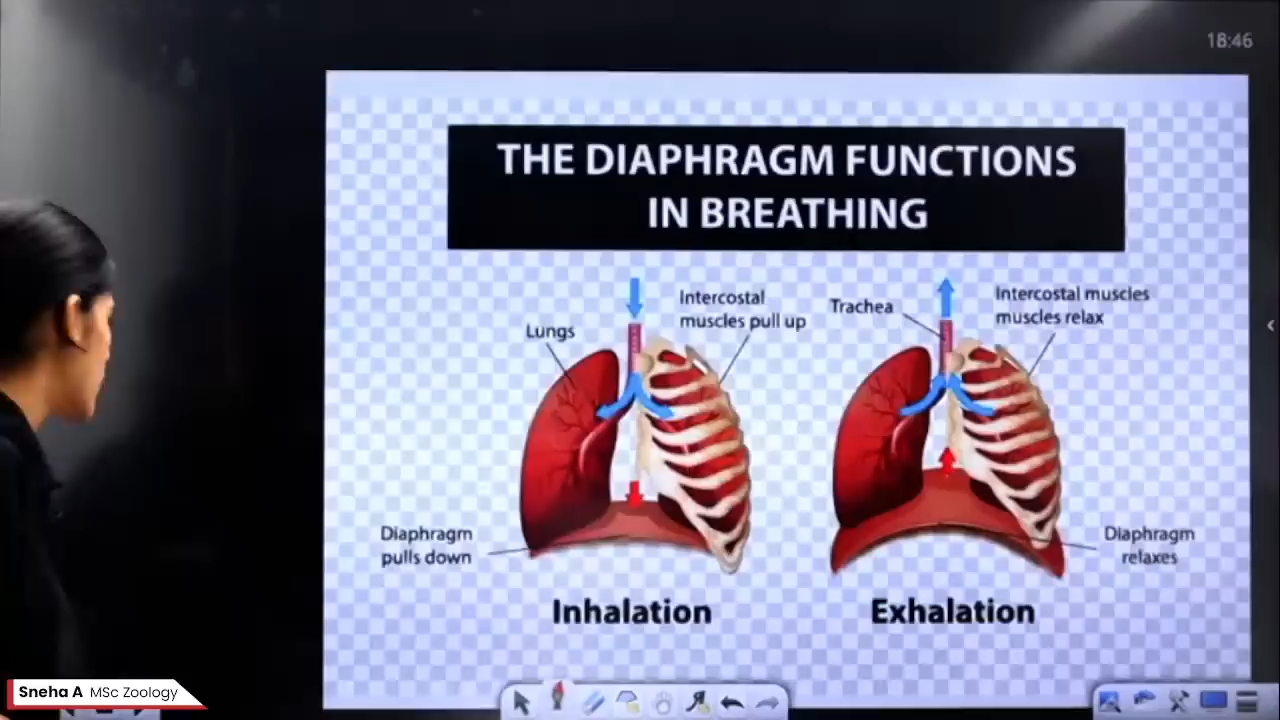 18:46
THE DIAPHRAGM FUNCTIONS
IN BREATHING
Lungs
Intercostal
muscles pull up
Trachea
Intercostal muscles
muscles relax
Diaphragm
pulls down
Diaphragm
relaxes
Inhalation
Exhalation
Sneha A MSc Zoology